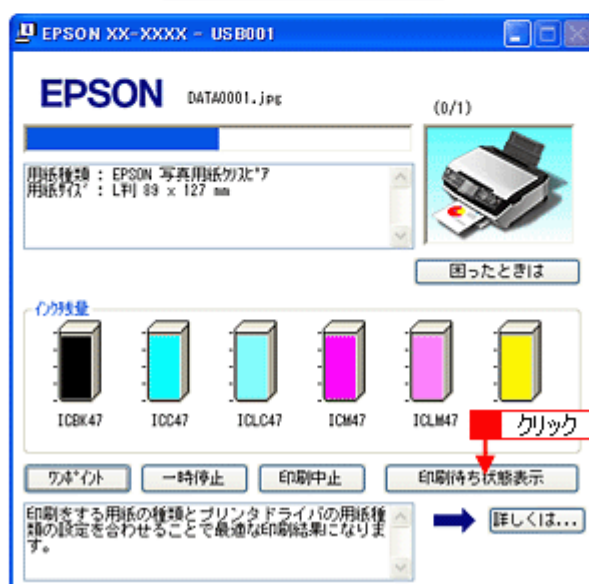 EPSON XX-XXXX - USB001
EPSON DATA0001.jpg
(0/1)
用紙種類 : EPSON 写真用紙クリスピア
用紙サイズ : L判 89 x 127 mm
困ったときは
インク残量
ICBK47 ICC47 ICLC47 ICM47 ICLM47
クリック
ワンポイント 一時停止 印刷中止 印刷待ち状態表示
印刷をする用紙の種類とプリンタドライバの用紙種
類の設定を合わせることで最適な印刷結果になりま
す。
詳しくは...